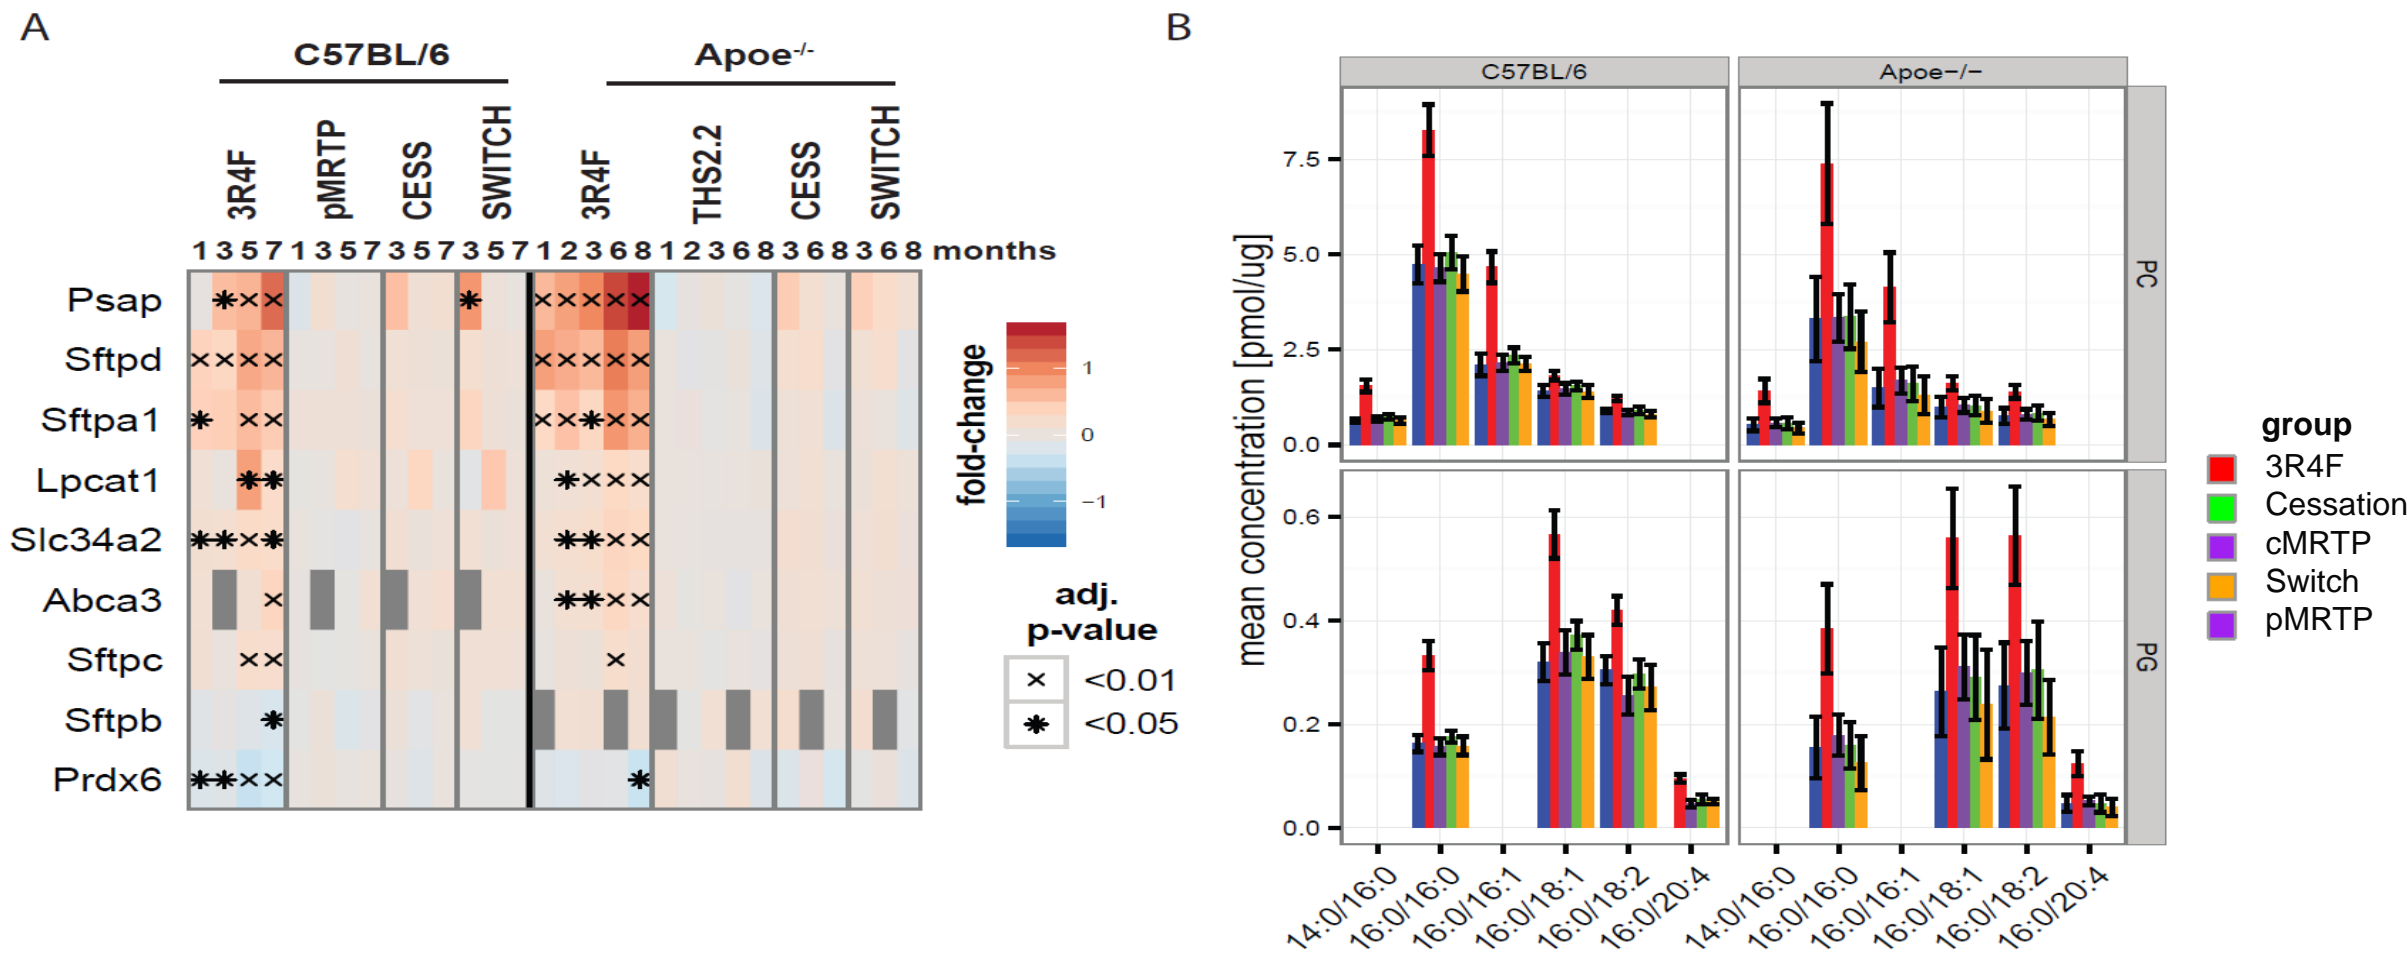 A
B
C57BL/6
Apoe-/-
3R4F
pMRTP
CESS
SWITCH
3R4F
THS2.2
CESS
SWITCH
1 3 5 7 1 3 5 7 3 5 7 3 5 7 1 2 3 6 8 1 2 3 6 8 3 6 8 3 6 8 months
Psap
Sftpd
Sftpa1
Lpcat1
Slc34a2
Abca3
Sftpc
Sftpb
Prdx6
fold-change
1
0
−1
adj.
p-value
× <0.01
✱ <0.05
C57BL/6
Apoe−/−
PC
PG
mean concentration [pmol/ug]
7.5
5.0
2.5
0.0
0.6
0.4
0.2
0.0
14:0/16:0
16:0/16:0
16:0/16:1
16:0/18:1
16:0/18:2
16:0/20:4
14:0/16:0
16:0/16:0
16:0/16:1
16:0/18:1
16:0/18:2
16:0/20:4
group
3R4F
Cessation
cMRTP
Switch
pMRTP